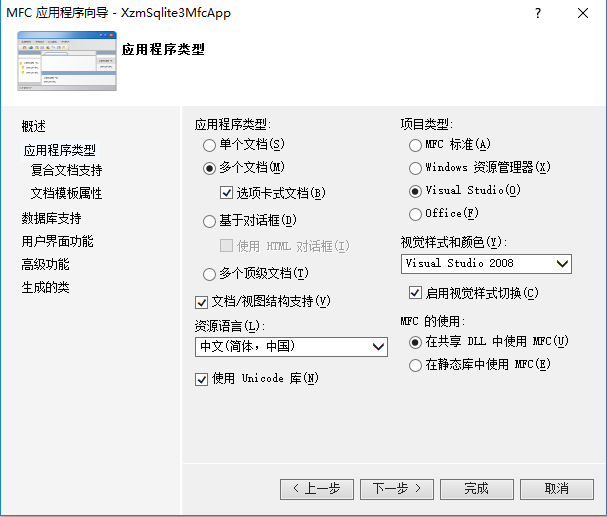 MFC 应用程序向导 - XzmSqlite3MfcApp
?
应用程序类型
概述
应用程序类型
复合文档支持
文档模板属性
数据库支持
用户界面功能
高级功能
生成的类
应用程序类型:
单个文档(S)
多个文档(M)
选项卡式文档(B)
基于对话框(D)
使用 HTML 对话框(I)
多个顶级文档(T)
文档/视图结构支持(V)
资源语言(L):
中文(简体，中国)
使用 Unicode 库(N)
项目类型:
MFC 标准(A)
Windows 资源管理器(X)
Visual Studio(O)
Office(F)
视觉样式和颜色(Y):
Visual Studio 2008
启用视觉样式切换(C)
MFC 的使用:
在共享 DLL 中使用 MFC(U)
在静态库中使用 MFC(E)
< 上一步
下一步 >
完成
取消